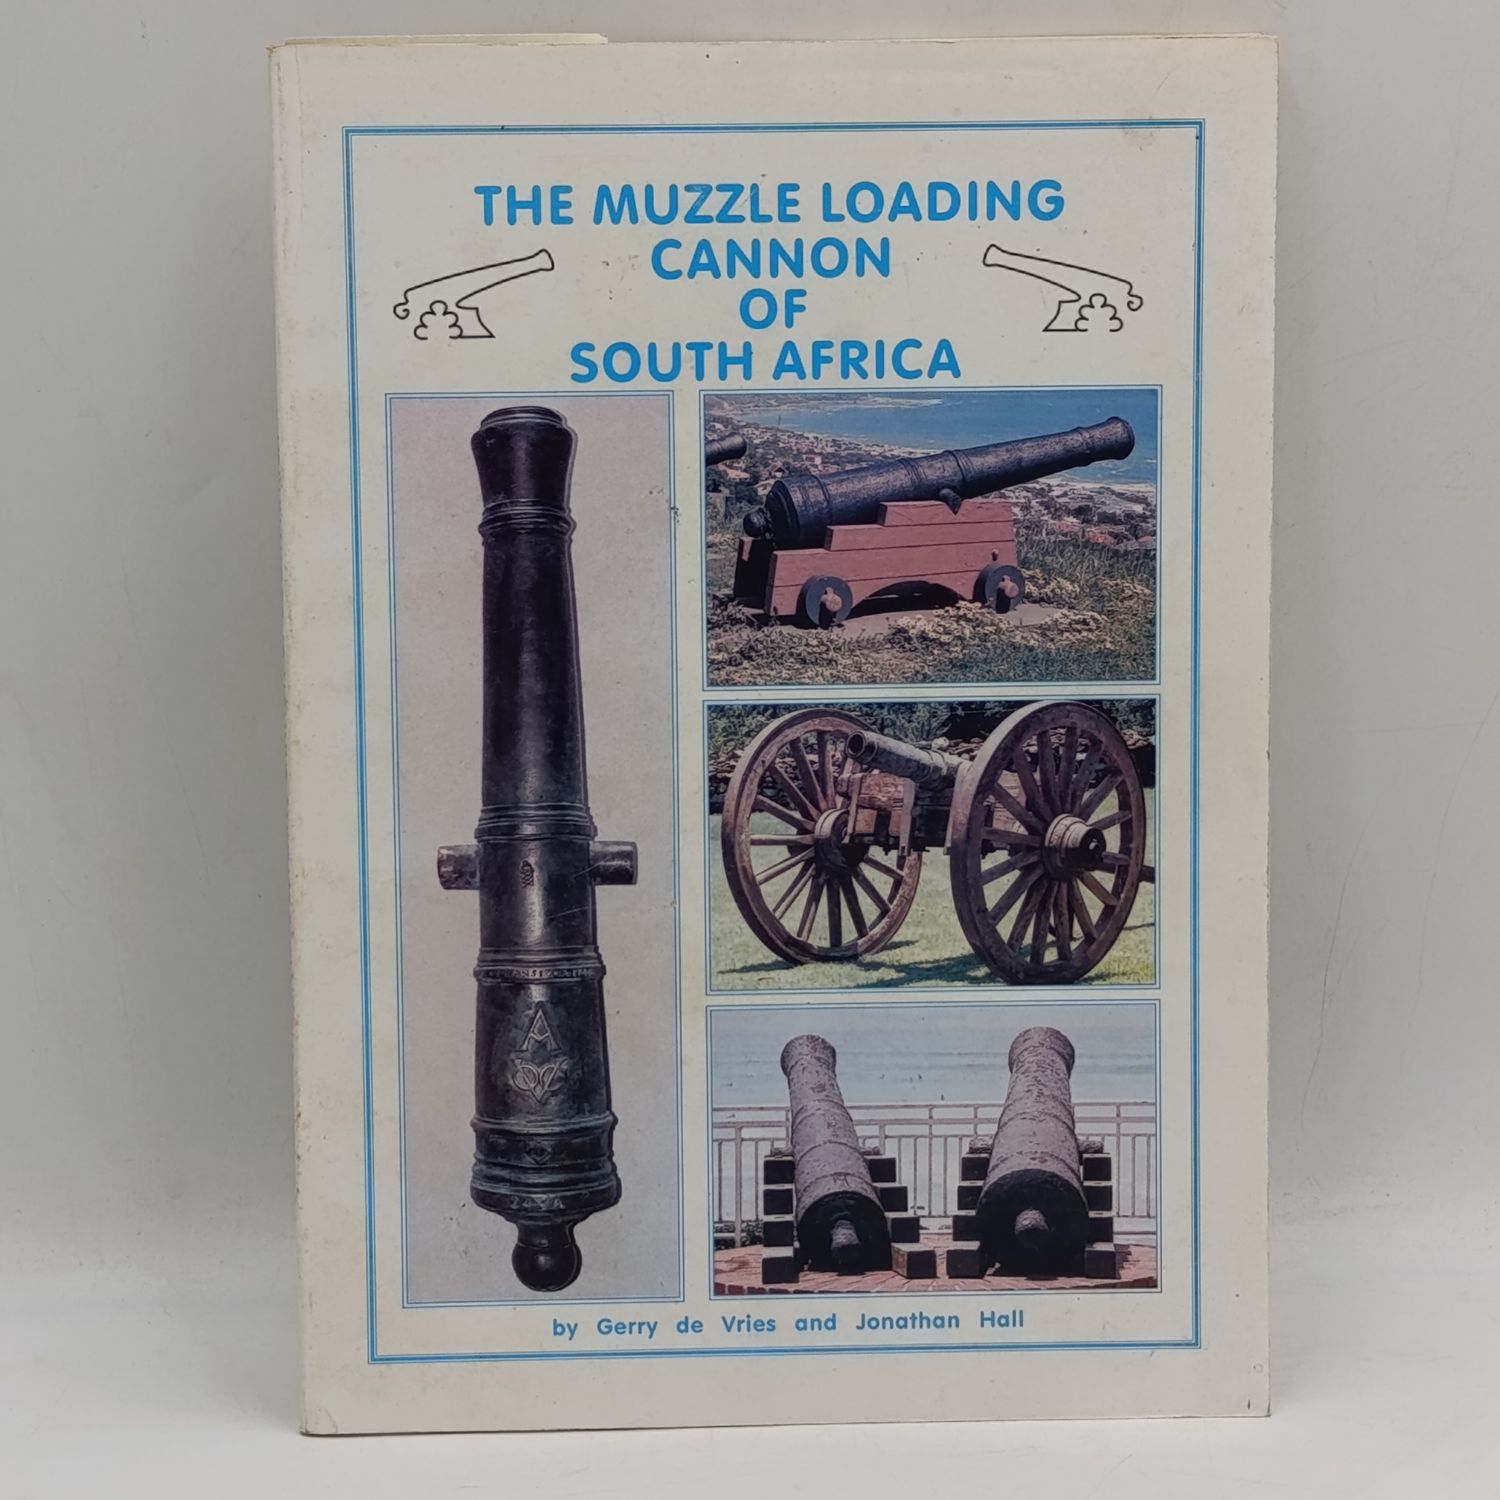 THE MUZZLE LOADING
CANNON
OF
SOUTH AFRICA
A
by Gerry de Vries and Jonathan Hall